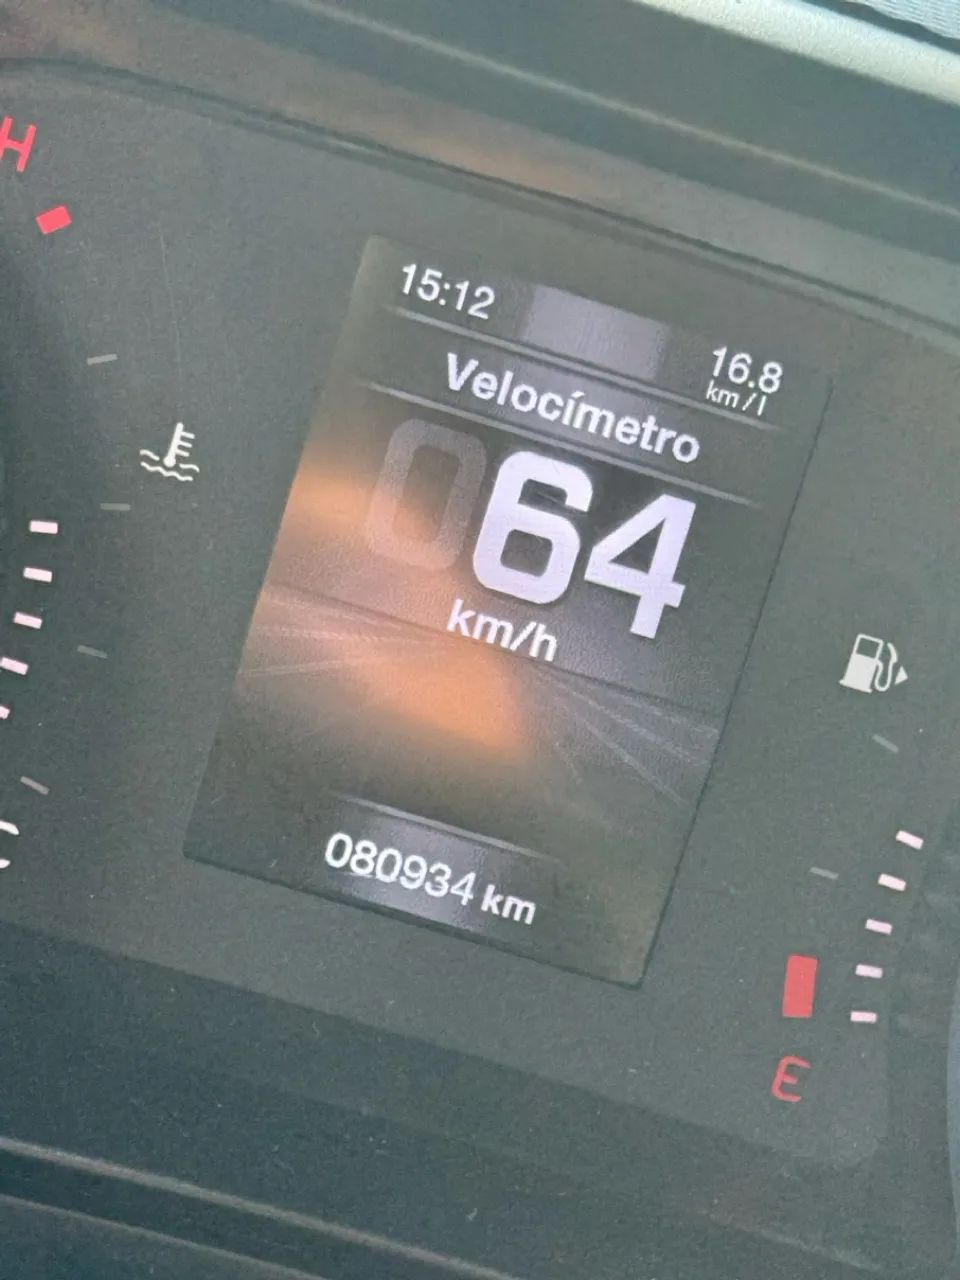 H
15:12
16.8
km/l
Velocímetro
064
km/h
080934 km
E